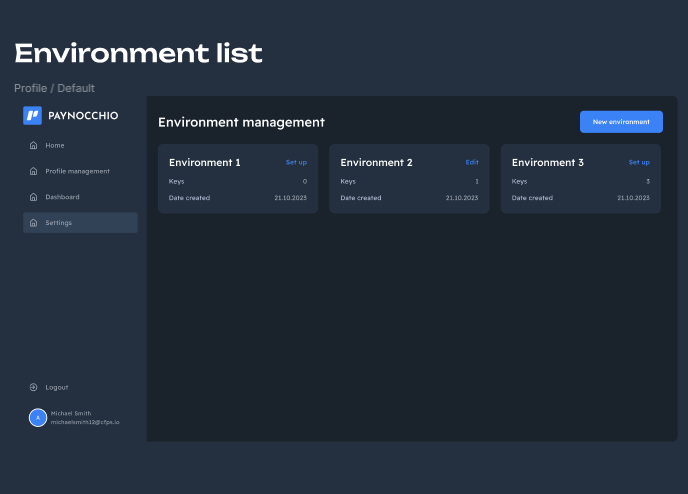 Environment list
Profile / Default
PAYNOCCHIO
Home
Profile management
Dashboard
Settings
Logout
A
Michael Smith
michaelsmith12@cfps.io
Environment management
New environment
Environment 1 Set up
Keys 0
Date created 21.10.2023
Environment 2 Edit
Keys 1
Date created 21.10.2023
Environment 3 Set up
Keys 3
Date created 21.10.2023